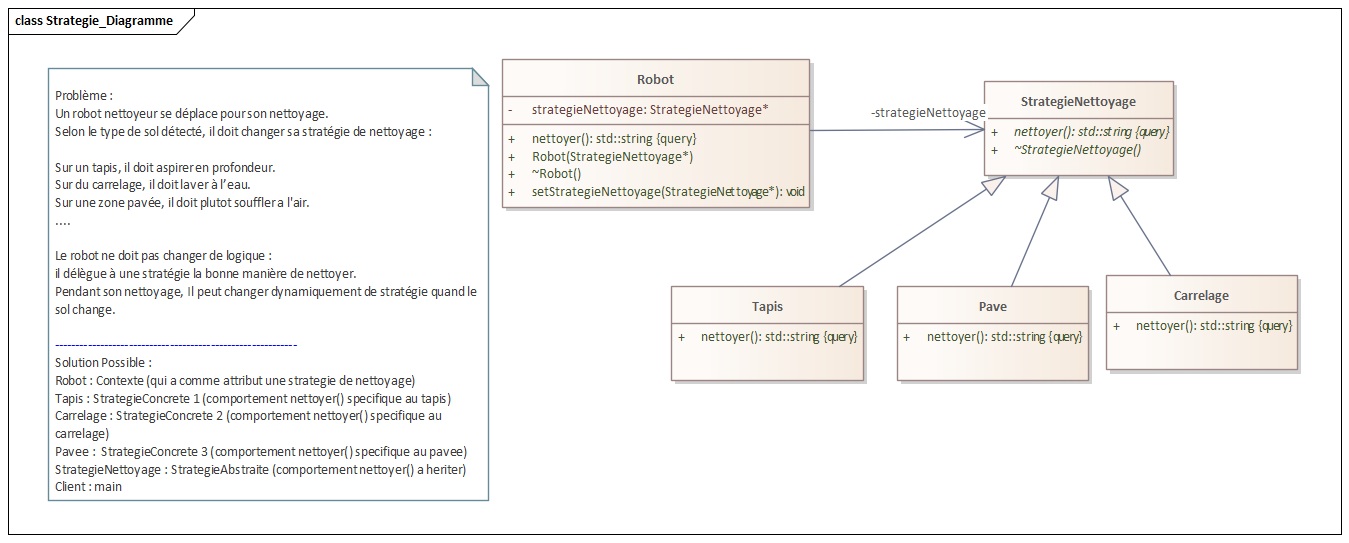 class Strategie_Diagramme
Problème :
Un robot nettoyeur se déplace pour son nettoyage.
Selon le type de sol détecté, il doit changer sa stratégie de nettoyage :
Sur un tapis, il doit aspirer en profondeur.
Sur du carrelage, il doit laver à l'eau.
Sur une zone pavée, il doit plutot souffler a l'air.
....
Le robot ne doit pas changer de logique :
il délègue à une stratégie la bonne manière de nettoyer.
Pendant son nettoyage, Il peut changer dynamiquement de stratégie quand le
sol change.
------------------------------------------------------------
Solution Possible :
Robot : Contexte (qui a comme attribut une strategie de nettoyage)
Tapis : StrategieConcrete 1 (comportement nettoyer() specifique au tapis)
Carrelage : StrategieConcrete 2 (comportement nettoyer() specifique au
carrelage)
Pavee : StrategieConcrete 3 (comportement nettoyer() specifique au pavee)
StrategieNettoyage : StrategieAbstraite (comportement nettoyer() a heriter)
Client : main
Robot
- strategieNettoyage: StrategieNettoyage*
+ nettoyer(): std::string {query}
+ Robot(StrategieNettoyage*)
+ ~Robot()
+ setStrategieNettoyage(StrategieNettoyage*): void
-strategieNettoyage
StrategieNettoyage
+ nettoyer(): std::string {query}
+ ~StrategieNettoyage()
Tapis
+ nettoyer(): std::string {query}
Pave
+ nettoyer(): std::string {query}
Carrelage
+ nettoyer(): std::string {query}